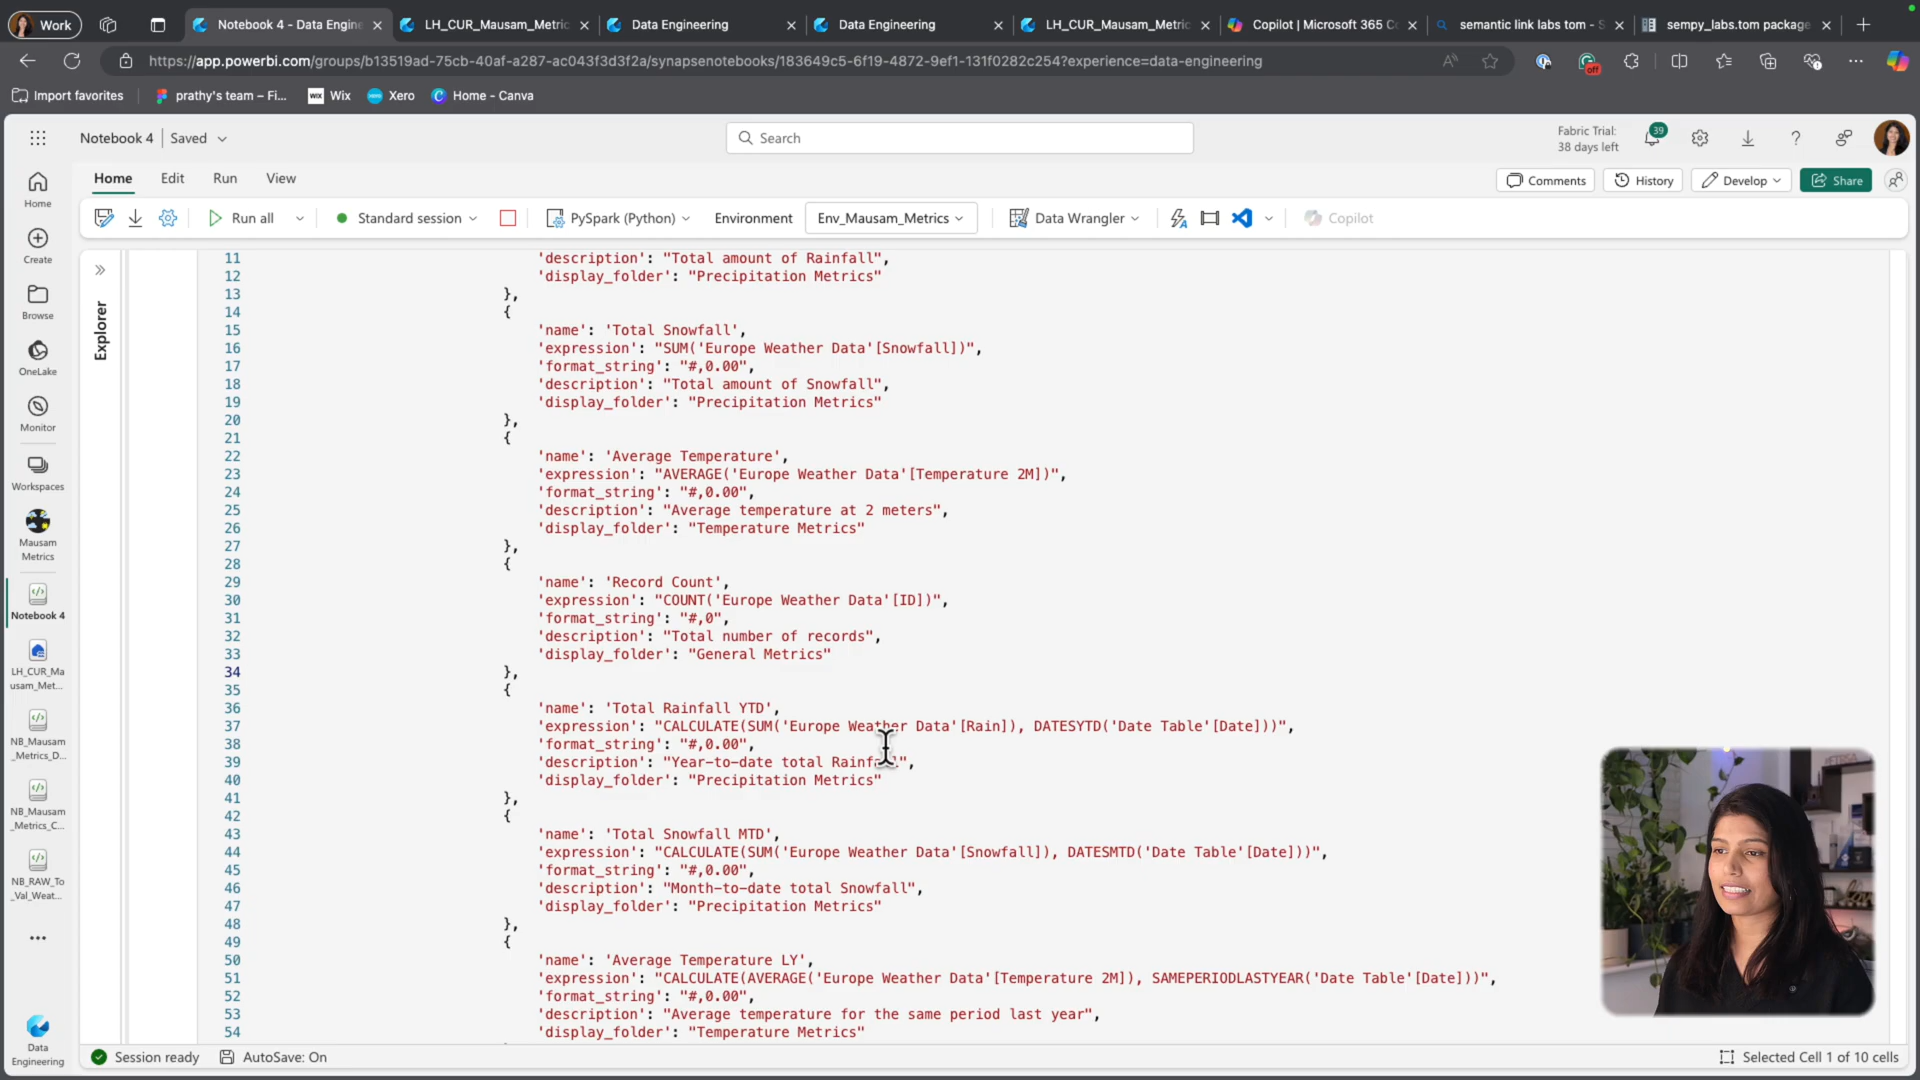 Work
Notebook 4 - Data Engine
LH_CUR_Mausam_Metric
Data Engineering
Data Engineering
LH_CUR_Mausam_Metric
Copilot | Microsoft 365 C
semantic link labs tom - S
sempy_labs.tom package
https://app.powerbi.com/groups/b13519ad-75cb-40af-a287-ac043f3d3f2a/synapsenotebooks/183649c5-6f19-4872-9ef1-131f0282c254?experience=data-engineering
off
Import favorites
prathy's team – Fi...
WiX
Wix
Xero
Home - Canva
Notebook 4
Saved
Search
Fabric Trial:
38 days left
39
Home Edit Run View
Comments
History
Develop
Share
Run all
Standard session
PySpark (Python)
Environment
Env_Mausam_Metrics
Data Wrangler
Copilot
Home
Create
Browse
OneLake
Monitor
Workspaces
Mausam
Metrics
Notebook 4
LH_CUR_Ma
usam_Met...
NB_Mausam
_Metrics_D...
NB_Mausam
_Metrics_C...
NB_RAW_To
_Val_Weat...
Data
Engineering
Explorer
11 'description': "Total amount of Rainfall",
12 'display_folder': "Precipitation Metrics"
13 },
14 {
15 'name': 'Total Snowfall',
16 'expression': "SUM('Europe Weather Data'[Snowfall])",
17 'format_string': "#,0.00",
18 'description': "Total amount of Snowfall",
19 'display_folder': "Precipitation Metrics"
20 },
21 {
22 'name': 'Average Temperature',
23 'expression': "AVERAGE('Europe Weather Data'[Temperature 2M])",
24 'format_string': "#,0.00",
25 'description': "Average temperature at 2 meters",
26 'display_folder': "Temperature Metrics"
27 },
28 {
29 'name': 'Record Count',
30 'expression': "COUNT('Europe Weather Data'[ID])",
31 'format_string': "#,0",
32 'description': "Total number of records",
33 'display_folder': "General Metrics"
34 },
35 {
36 'name': 'Total Rainfall YTD',
37 'expression': "CALCULATE(SUM('Europe Weather Data'[Rain]), DATESYTD('Date Table'[Date]))",
38 'format_string': "#,0.00",
39 'description': "Year-to-date total Rainfall",
40 'display_folder': "Precipitation Metrics"
41 },
42 {
43 'name': 'Total Snowfall MTD',
44 'expression': "CALCULATE(SUM('Europe Weather Data'[Snowfall]), DATESMTD('Date Table'[Date]))",
45 'format_string': "#,0.00",
46 'description': "Month-to-date total Snowfall",
47 'display_folder': "Precipitation Metrics"
48 },
49 {
50 'name': 'Average Temperature LY',
51 'expression': "CALCULATE(AVERAGE('Europe Weather Data'[Temperature 2M]), SAMEPERIODLASTYEAR('Date Table'[Date]))",
52 'format_string': "#,0.00",
53 'description': "Average temperature for the same period last year",
54 'display_folder': "Temperature Metrics"
Session ready
AutoSave: On
Selected Cell 1 of 10 cells